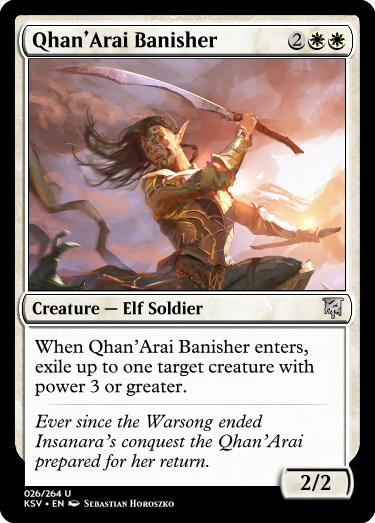 Qhan'Arai Banisher 2
Creature — Elf Soldier
When Qhan'Arai Banisher enters,
exile up to one target creature with
power 3 or greater.
Ever since the Warsong ended
Insanara's conquest the Qhan'Arai
prepared for her return.
2/2
026/264 U
KSV • EN Sebastian Horoszko